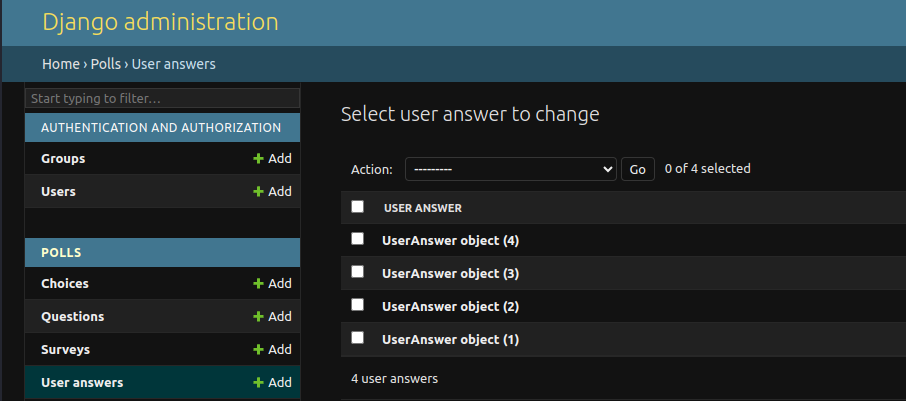 Django administration
Home › Polls › User answers
Start typing to filter…
AUTHENTICATION AND AUTHORIZATION
Groups + Add
Users + Add
POLLS
Choices + Add
Questions + Add
Surveys + Add
User answers + Add
Select user answer to change
Action: --------- Go 0 of 4 selected
USER ANSWER
UserAnswer object (4)
UserAnswer object (3)
UserAnswer object (2)
UserAnswer object (1)
4 user answers